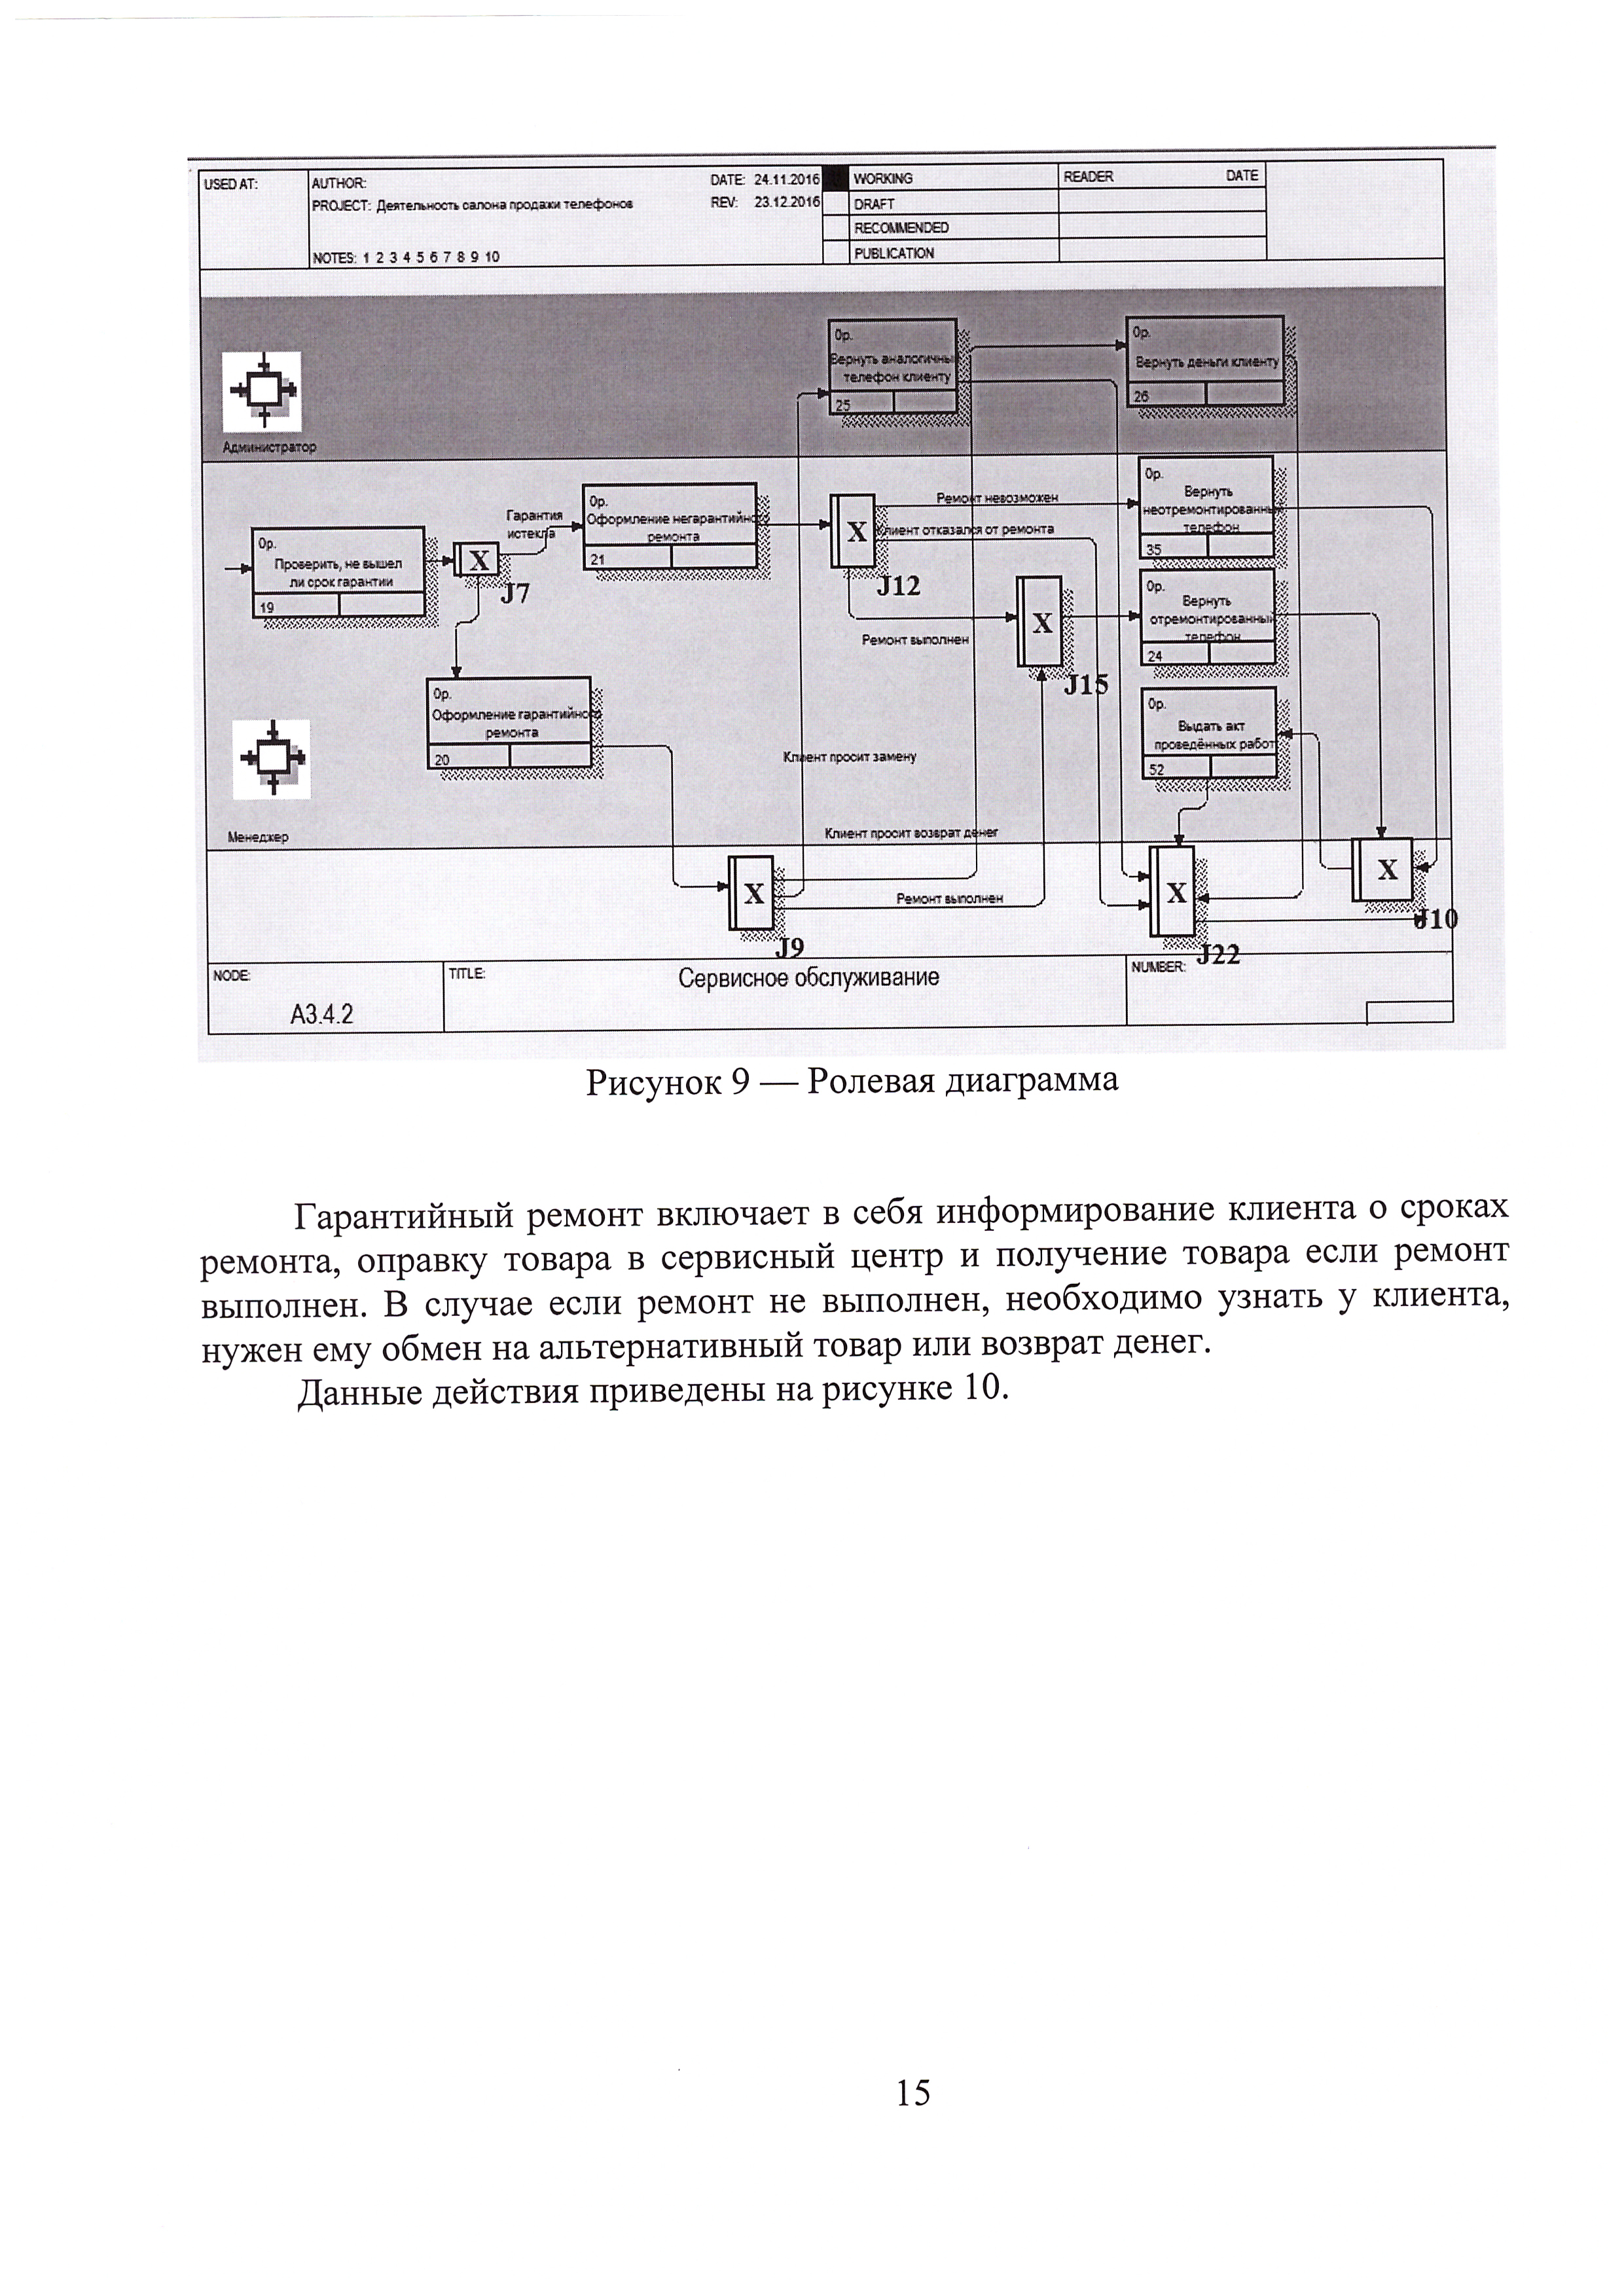 USED AT:
AUTHOR:
DATE: 24.11.2016
WORKING
READER
DATE
PROJECT: Деятельность салона продажи телефонов
REV: 23.12.2016
DRAFT
RECOMMENDED
NOTES: 1 2 3 4 5 6 7 8 9 10
PUBLICATION
0р.
Вернуть аналогичны
телефон клиенту
25
0р.
Вернуть деньги клиенту
26
Администратор
0р.
Проверить, не вышел
ли срок гарантии
19
X
J7
Гарантия
истекла
0р.
Оформление негарантийного
ремонта
21
X
J12
Ремонт невозможен
Клиент отказался от ремонта
Ремонт выполнен
0р.
Вернуть
неотремонтированны
телефон
35
X
J15
0р.
Вернуть
отремонтированный
телефон
24
0р.
Оформление гарантийного
ремонта
20
0р.
Выдать акт
проведённых работ
52
Клиент просит замену
Клиент просит возврат денег
Менеджер
X
J9
Ремонт выполнен
X
J22
X
J10
NODE:
A3.4.2
TITLE:
Сервисное обслуживание
NUMBER:
Рисунок 9 — Ролевая диаграмма
Гарантийный ремонт включает в себя информирование клиента о сроках
ремонта, оправку товара в сервисный центр и получение товара если ремонт
выполнен. В случае если ремонт не выполнен, необходимо узнать у клиента,
нужен ему обмен на альтернативный товар или возврат денег.
Данные действия приведены на рисунке 10.
15